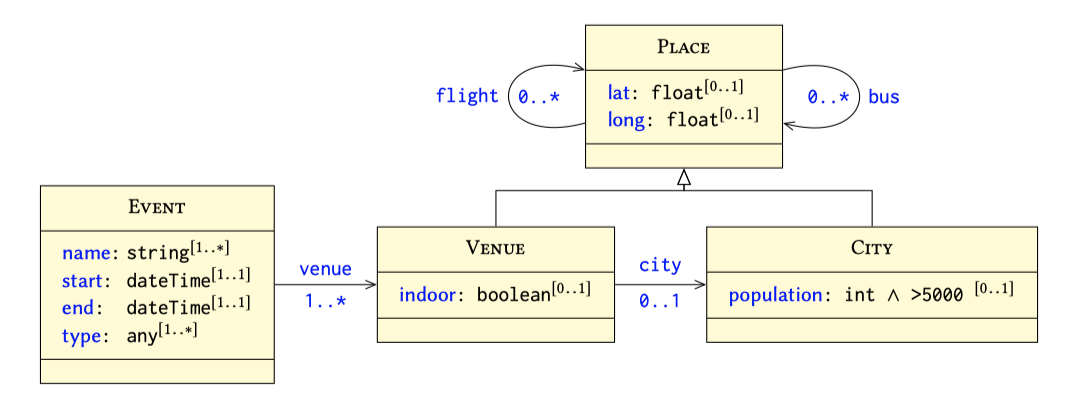 PLACE
lat: float[0..1]
long: float[0..1]
flight 0..*
0..* bus
EVENT
name: string[1..*]
start: dateTime[1..1]
end: dateTime[1..1]
type: any[1..*]
venue
1..*
VENUE
indoor: boolean[0..1]
city
0..1
CITY
population: int ∧ >5000 [0..1]